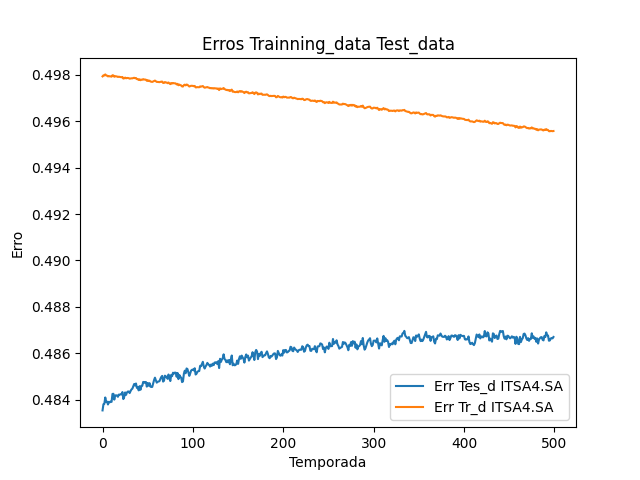 Erros Trainning_data Test_data
Erro
0.498
0.496
0.494
0.492
0.490
0.488
0.486
0.484
Err Tes_d ITSA4.SA
Err Tr_d ITSA4.SA
0
100
200
300
400
500
Temporada